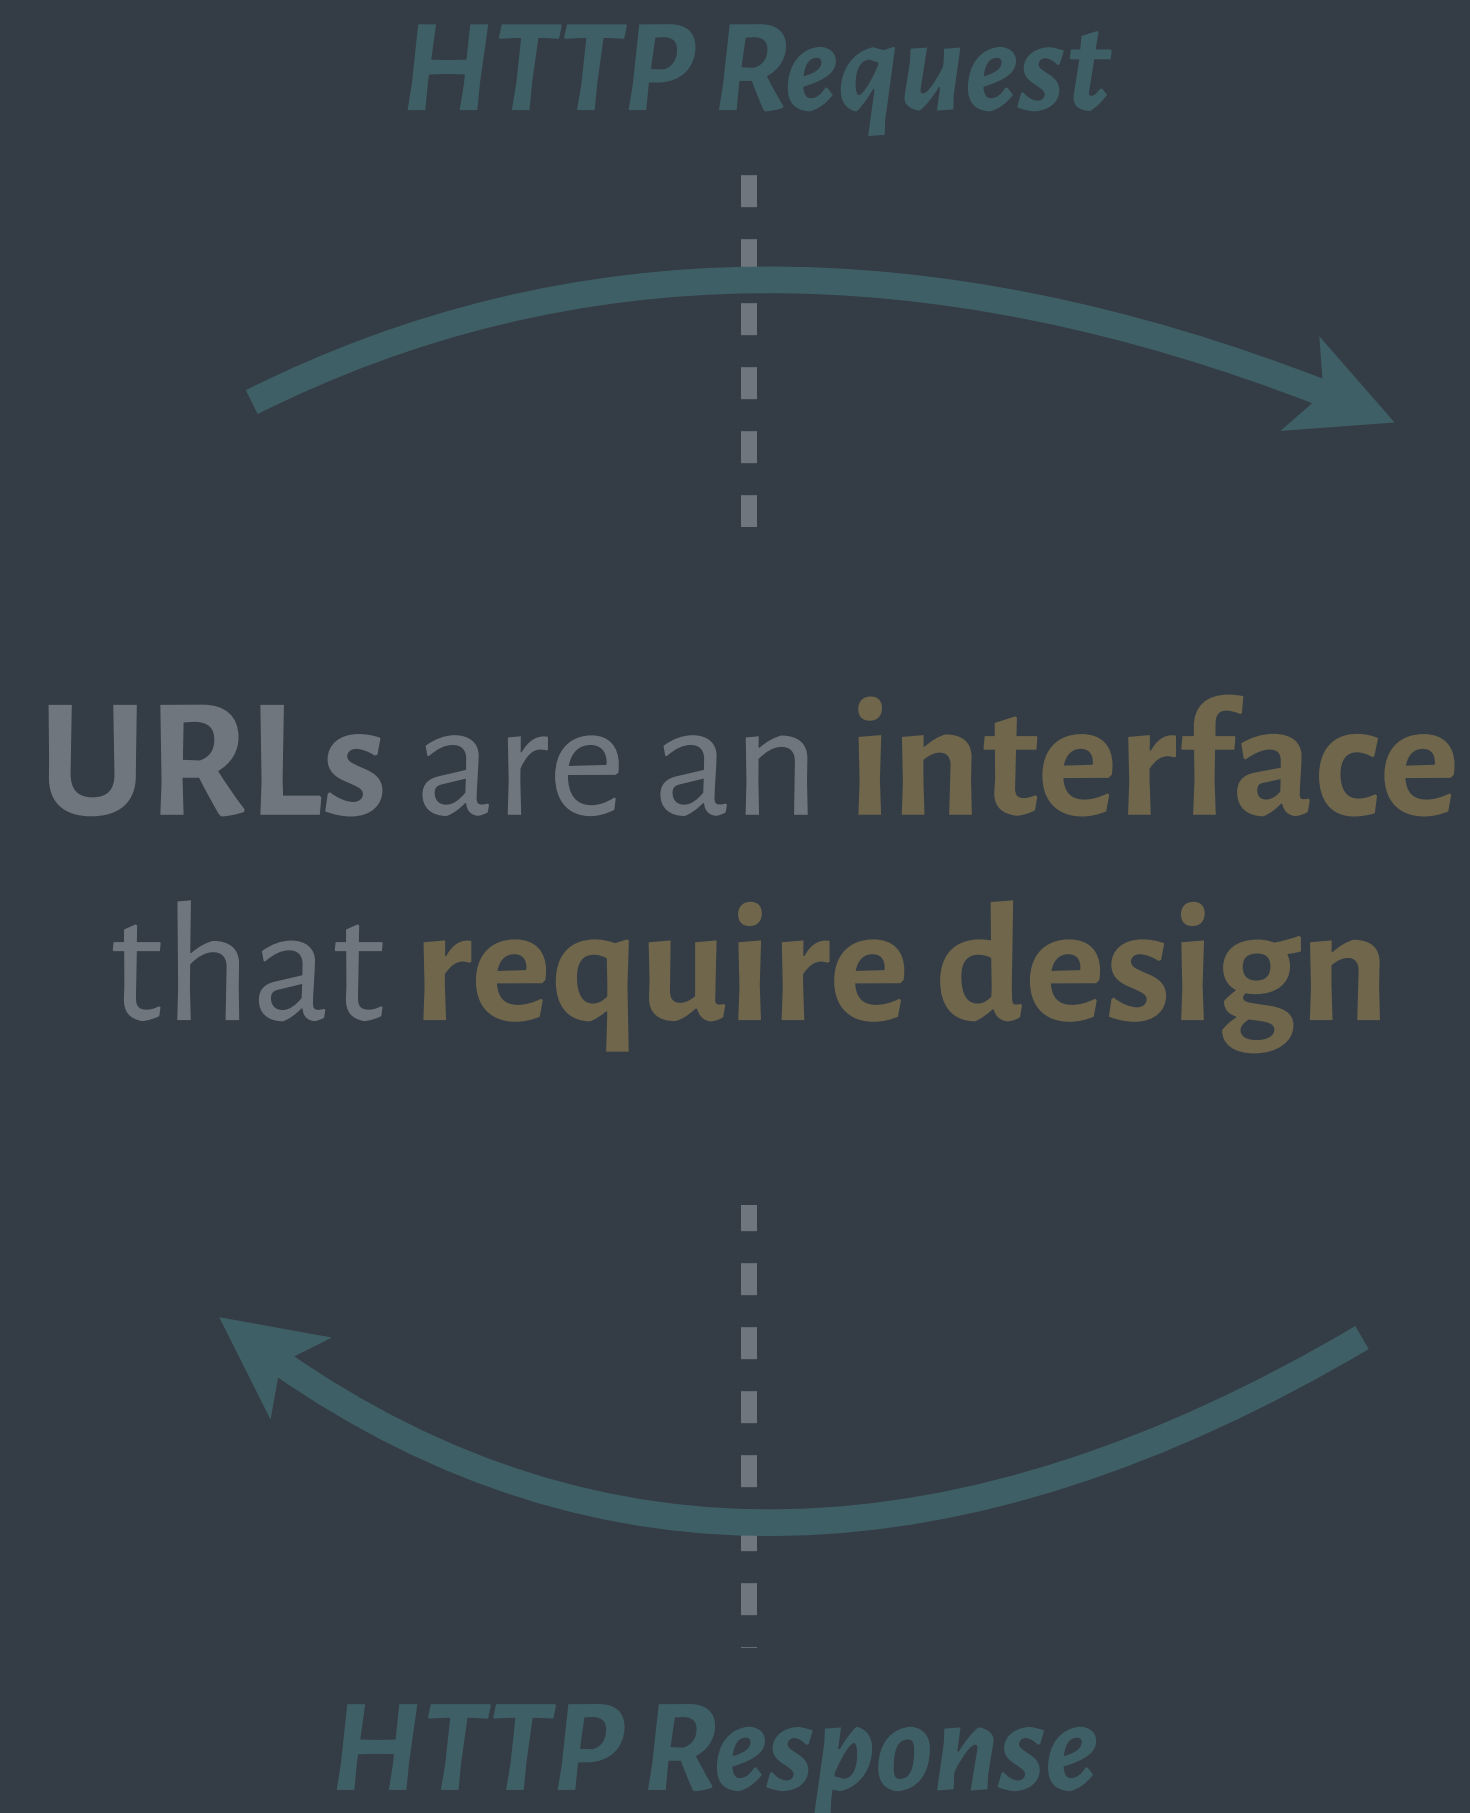 HTTP Request
URLs are an interface
that require design
HTTP Response